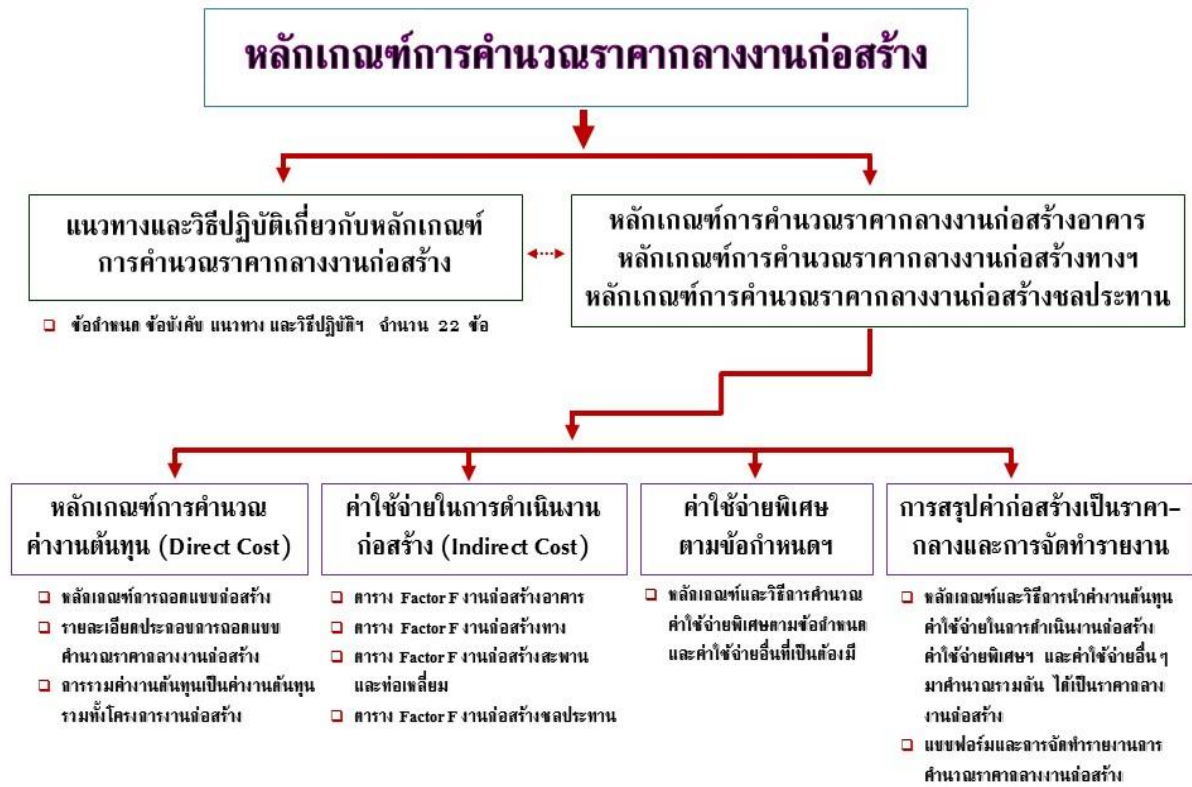 หลักเกณฑ์การคำนวณราคากลางงานก่อสร้าง
แนวทางและวิธีปฏิบัติเกี่ยวกับหลักเกณฑ์
การคำนวณราคากลางงานก่อสร้าง
ข้อกำหนด ข้อบังคับ แนวทาง และวิธีปฏิบัติฯ จำนวน 22 ข้อ
หลักเกณฑ์การคำนวณราคากลางงานก่อสร้างอาคาร
หลักเกณฑ์การคำนวณราคากลางงานก่อสร้างทางฯ
หลักเกณฑ์การคำนวณราคากลางงานก่อสร้างชลประทาน
หลักเกณฑ์การคำนวณ
ค่างานต้นทุน (Direct Cost)
หลักเกณฑ์การถอดแบบก่อสร้าง
รายละเอียดประกอบการถอดแบบ
คำนวณราคากลางงานก่อสร้าง
การรวมค่างานต้นทุนเป็นค่างานต้นทุน
รวมทั้งโครงการงานก่อสร้าง
ค่าใช้จ่ายในการดำเนินงาน
ก่อสร้าง (Indirect Cost)
ตาราง Factor F งานก่อสร้างอาคาร
ตาราง Factor F งานก่อสร้างทาง
ตาราง Factor F งานก่อสร้างสะพาน
และท่อเหลี่ยม
ตาราง Factor F งานก่อสร้างชลประทาน
ค่าใช้จ่ายพิเศษ
ตามข้อกำหนดฯ
หลักเกณฑ์และวิธีการคำนวณ
ค่าใช้จ่ายพิเศษตามข้อกำหนด
และค่าใช้จ่ายอื่นที่เป็นต้องมี
การสรุปค่าก่อสร้างเป็นราคา-
กลางและการจัดทำรายงาน
หลักเกณฑ์และวิธีการนำค่างานต้นทุน
ค่าใช้จ่ายในการดำเนินงานก่อสร้าง
ค่าใช้จ่ายพิเศษฯ และค่าใช้จ่ายอื่น ๆ
มาคำนวณรวมกัน ได้เป็นราคากลาง
งานก่อสร้าง
แบบฟอร์มและการจัดทำรายงานการ
คำนวณราคากลางงานก่อสร้าง